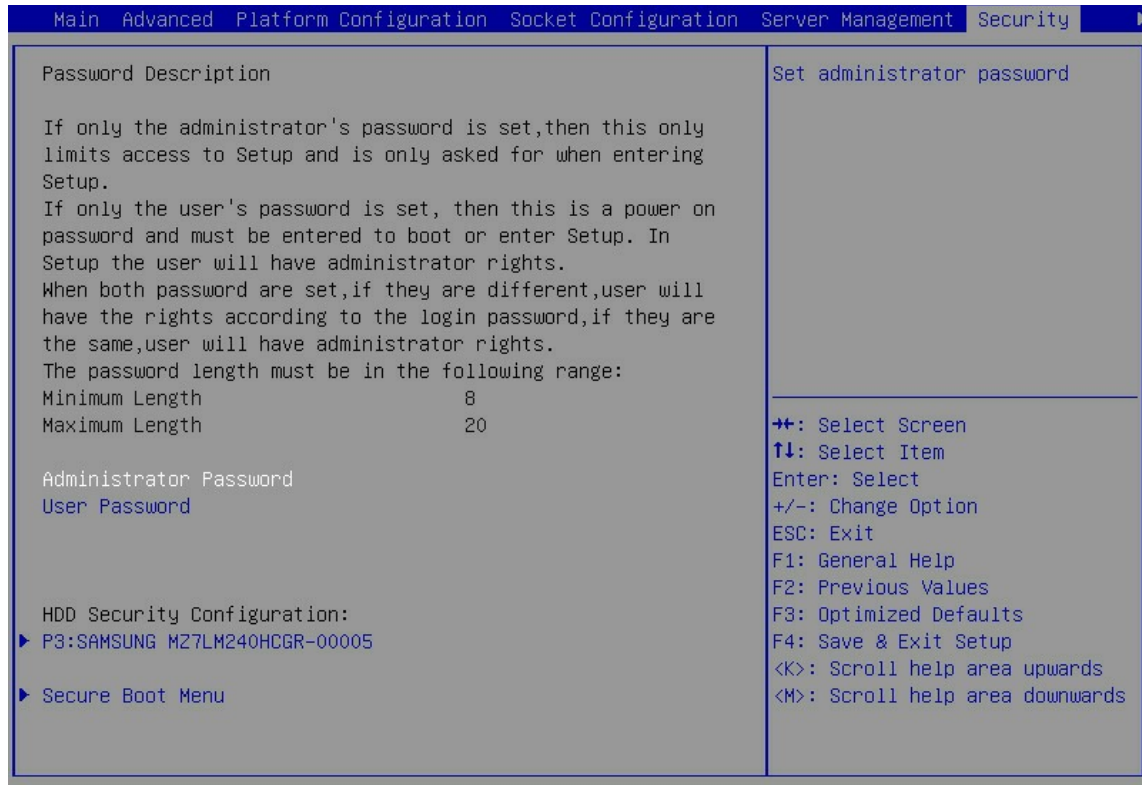 Main Advanced Platform Configuration Socket Configuration Server Management Security
Password Description
If only the administrator's password is set,then this only
limits access to Setup and is only asked for when entering
Setup.
If only the user's password is set, then this is a power on
password and must be entered to boot or enter Setup. In
Setup the user will have administrator rights.
When both password are set,if they are different,user will
have the rights according to the login password,if they are
the same,user will have administrator rights.
The password length must be in the following range:
Minimum Length 8
Maximum Length 20
Administrator Password
User Password
HDD Security Configuration:
▶ P3:SAMSUNG MZ7LM240HCGR-00005
▶ Secure Boot Menu
Set administrator password
→←: Select Screen
↑↓: Select Item
Enter: Select
+/-: Change Option
ESC: Exit
F1: General Help
F2: Previous Values
F3: Optimized Defaults
F4: Save & Exit Setup
<K>: Scroll help area upwards
<M>: Scroll help area downwards